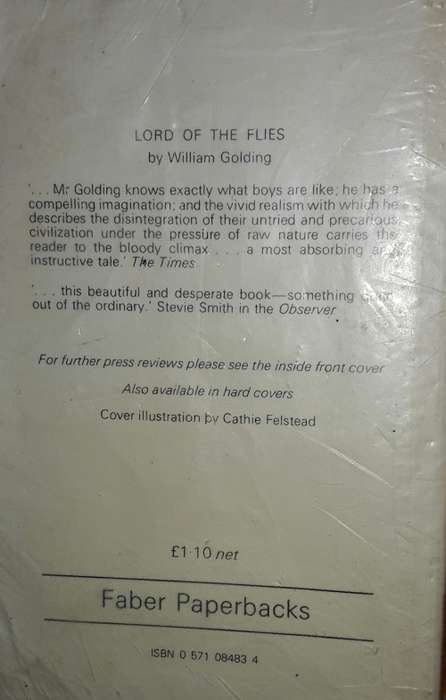 LORD OF THE FLIES
by William Golding
'. . . Mr Golding knows exactly what boys are like; he has a
compelling imagination; and the vivid realism with which he
describes the disintegration of their untried and precarious
civilization under the pressure of raw nature carries the
reader to the bloody climax . . . a most absorbing and
instructive tale.' The Times
'. . . this beautiful and desperate book—something
out of the ordinary.' Stevie Smith in the Observer
For further press reviews please see the inside front cover
Also available in hard covers
Cover illustration by Cathie Felstead
£1·10 net
Faber Paperbacks
ISBN 0 571 08483 4